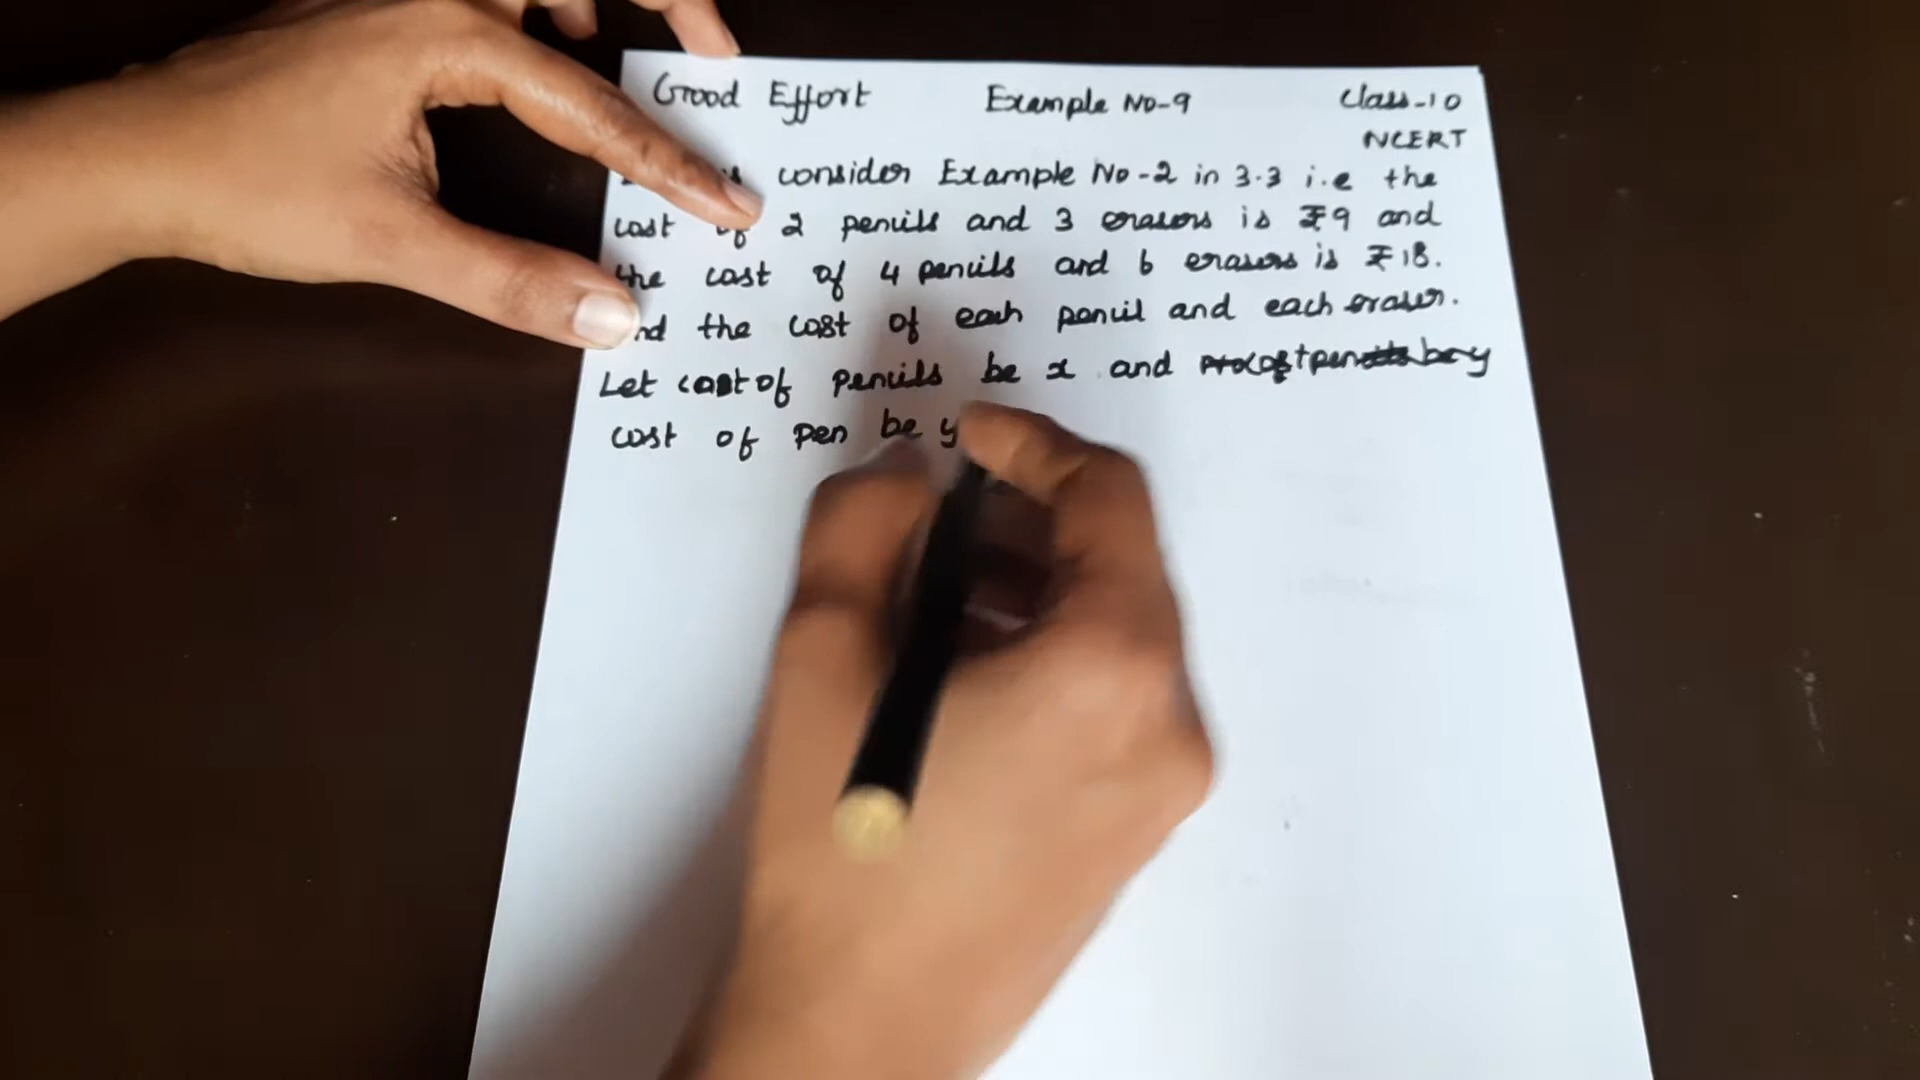 Good Effort Example No-9 Class-10
NCERT
consider Example No-2 in 3.3 i.e the
cost of 2 pencils and 3 erasers is ₹9 and
the cost of 4 pencils and 6 erasers is ₹18.
nd the cost of each pencil and each eraser.
Let cost of pencils be x and
cost of pen be y